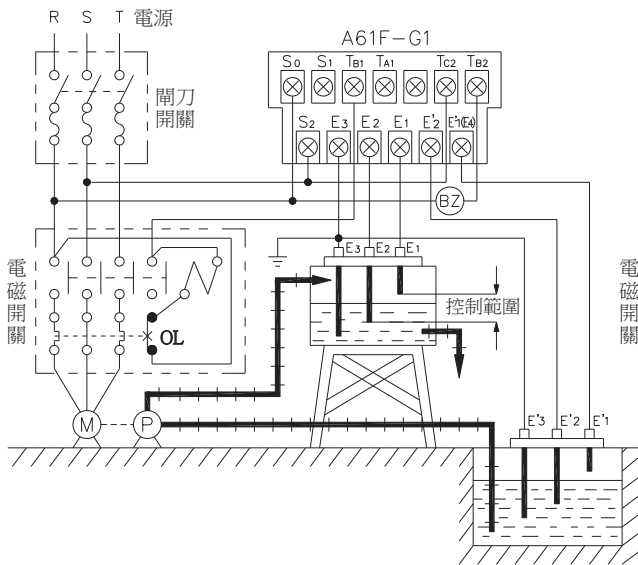 R S T 電源
閘刀開關
A61F-G1
S0 S1 TB1 TA1 TC2 TB2
S2 E3 E2 E1 E'2 E'1(E4)
BZ
電磁開關
OL
E3 E2 E1
控制範圍
電磁開關
M P
E'3 E'2 E'1